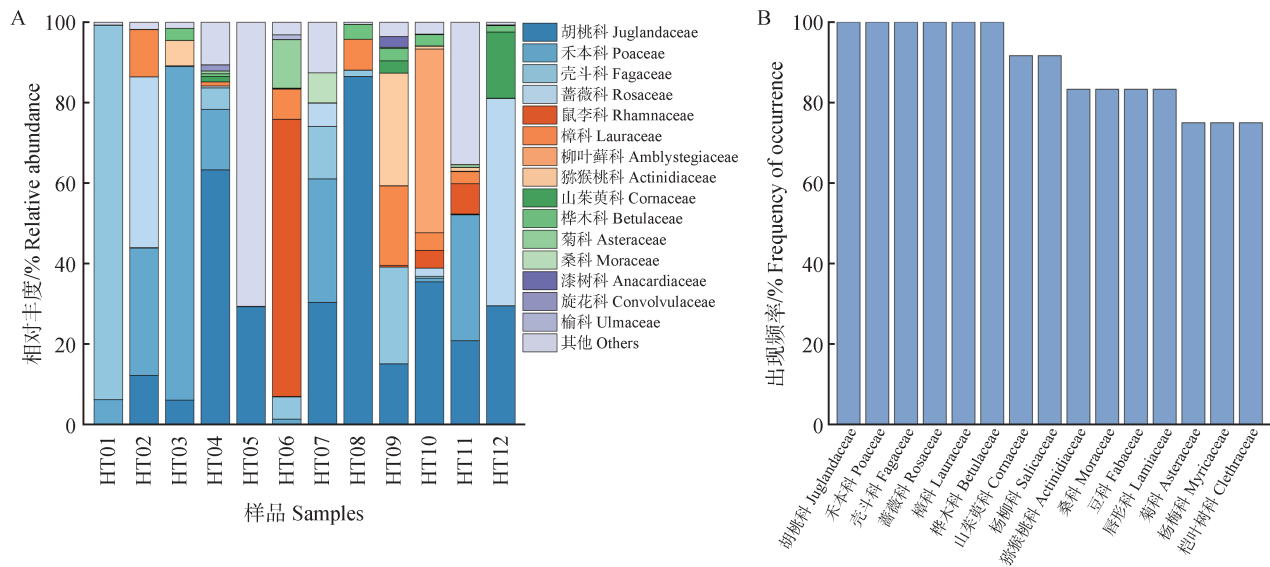 A
相对丰度/% Relative abundance
100
80
60
40
20
0
HT01
HT02
HT03
HT04
HT05
HT06
HT07
HT08
HT09
HT10
HT11
HT12
样品 Samples
胡桃科 Juglandaceae
禾本科 Poaceae
壳斗科 Fagaceae
蔷薇科 Rosaceae
鼠李科 Rhamnaceae
樟科 Lauraceae
柳叶藓科 Amblystegiaceae
猕猴桃科 Actinidiaceae
山茱萸科 Cornaceae
桦木科 Betulaceae
菊科 Asteraceae
桑科 Moraceae
漆树科 Anacardiaceae
旋花科 Convolvulaceae
榆科 Ulmaceae
其他 Others
B
出现频率/% Frequency of occurrence
100
80
60
40
20
0
胡桃科 Juglandaceae
禾本科 Poaceae
壳斗科 Fagaceae
蔷薇科 Rosaceae
樟科 Lauraceae
桦木科 Betulaceae
山茱萸科 Cornaceae
杨柳科 Salicaceae
猕猴桃科 Actinidiaceae
桑科 Moraceae
豆科 Fabaceae
唇形科 Lamiaceae
菊科 Asteraceae
杨梅科 Myricaceae
桤叶树科 Clethraceae